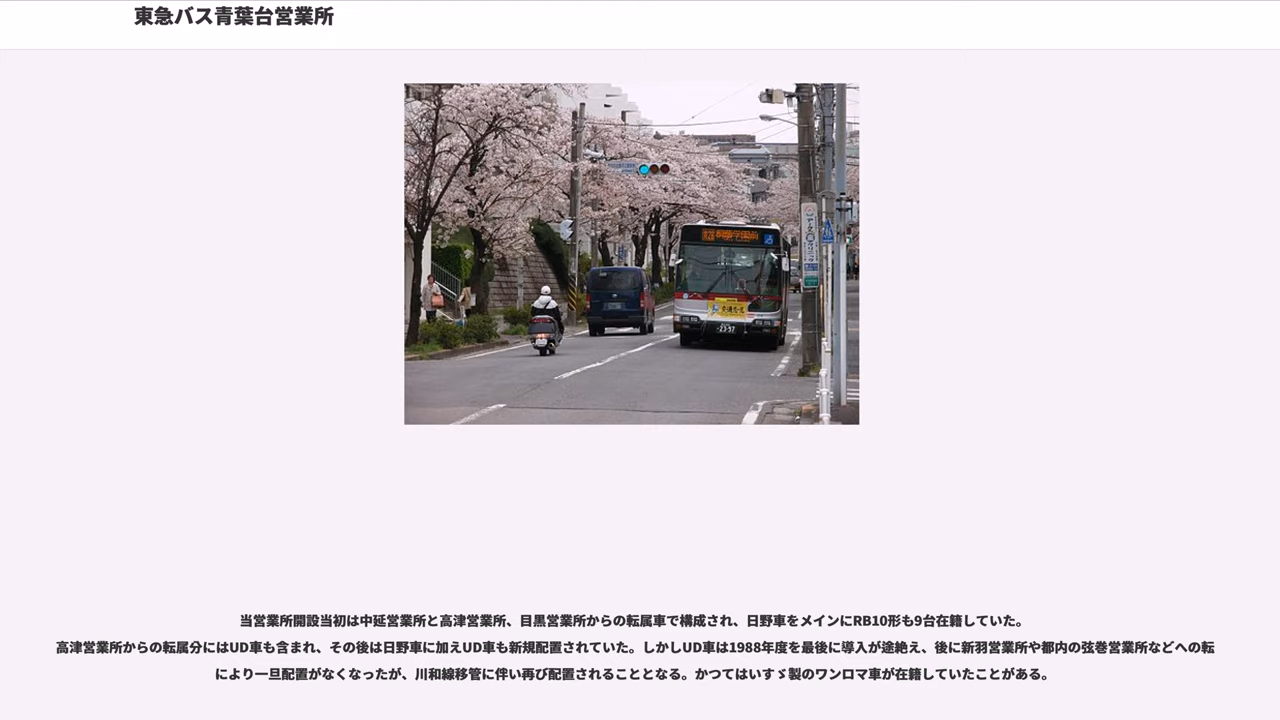 東急バス青葉台営業所
2397
当営業所開設当初は中延営業所と高津営業所、目黒営業所からの転属車で構成され、日野車をメインにRB10形も9台在籍していた。
高津営業所からの転属分にはUD車も含まれ、その後は日野車に加えUD車も新規配置されていた。しかしUD車は1988年度を最後に導入が途絶え、後に新羽営業所や都内の弦巻営業所などへの転
により一旦配置がなくなったが、川和線移管に伴い再び配置されることとなる。かつてはいすゞ製のワンロマ車が在籍していたことがある。